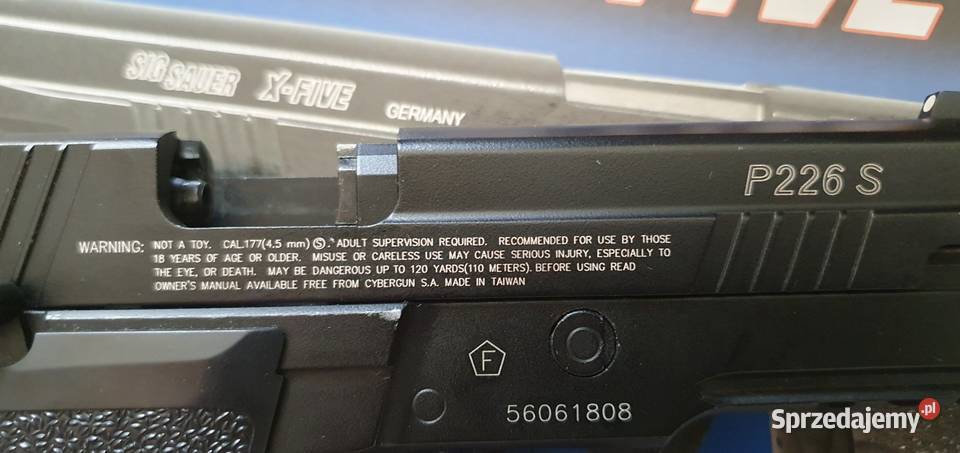 FIVE
SIG SAUER X-FIVE
GERMANY
P226 S
WARNING: NOT A TOY. CAL.177(4.5 mm) Ⓢ. ADULT SUPERVISION REQUIRED. RECOMMENDED FOR USE BY THOSE
18 YEARS OF AGE OR OLDER. MISUSE OR CARELESS USE MAY CAUSE SERIOUS INJURY, ESPECIALLY TO
THE EYE, OR DEATH. MAY BE DANGEROUS UP TO 120 YARDS(110 METERS). BEFORE USING READ
OWNER'S MANUAL AVAILABLE FREE FROM CYBERGUN S.A. MADE IN TAIWAN
F
56061808
Sprzedajemy.pl